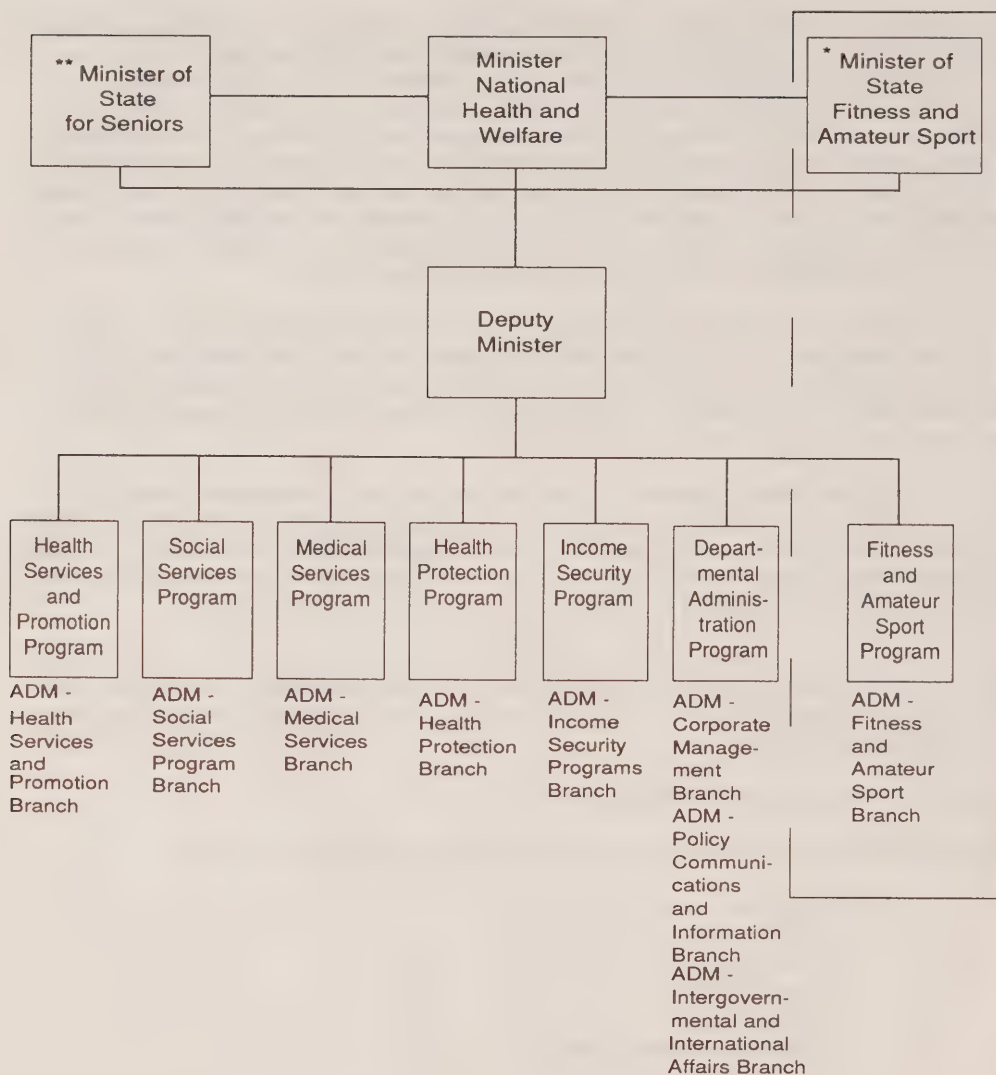 ** Minister of
State
for Seniors
Minister
National
Health and
Welfare
* Minister of
State
Fitness and
Amateur Sport
Deputy
Minister
Health
Services
and
Promotion
Program
Social
Services
Program
Medical
Services
Program
Health
Protection
Program
Income
Security
Program
Depart-
mental
Adminis-
tration
Program
Fitness
and
Amateur
Sport
Program
ADM -
Health
Services
and
Promotion
Branch
ADM -
Social
Services
Program
Branch
ADM -
Medical
Services
Branch
ADM -
Health
Protection
Branch
ADM -
Income
Security
Programs
Branch
ADM -
Corporate
Manage-
ment
Branch
ADM -
Policy
Communi-
cations
and
Information
Branch
ADM -
Intergovern-
mental and
International
Affairs Branch
ADM -
Fitness
and
Amateur
Sport
Branch